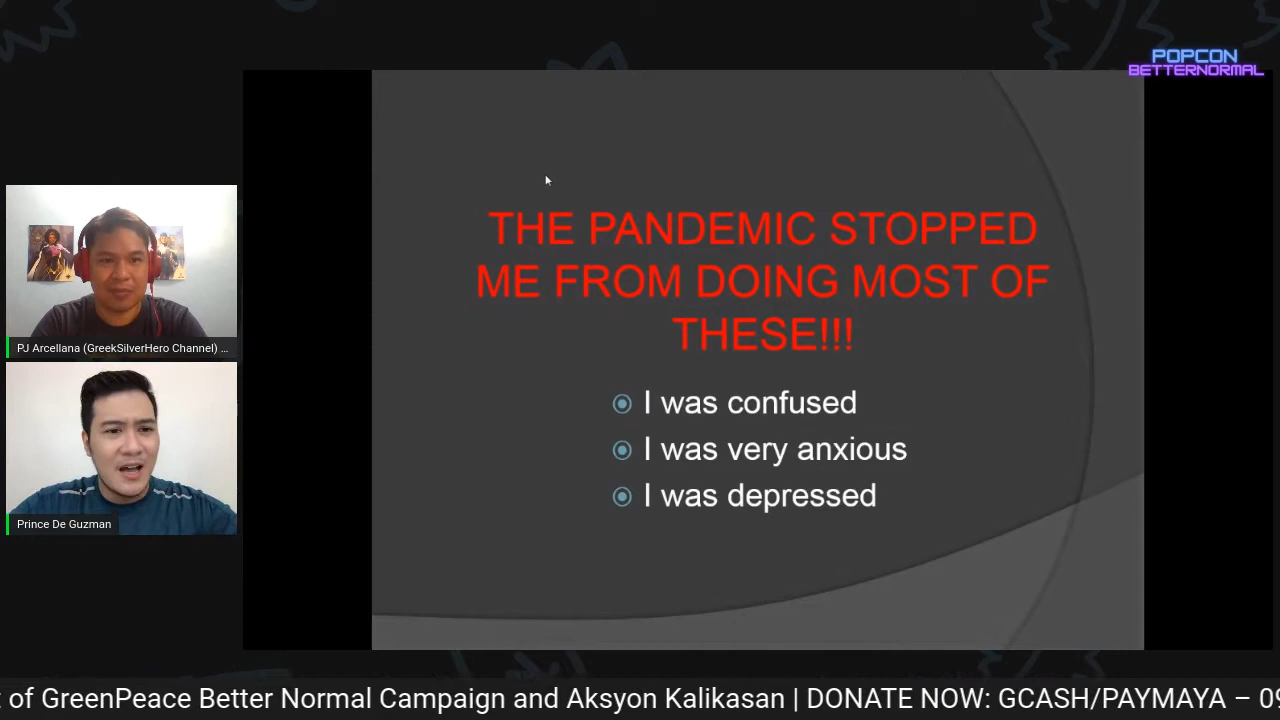 POPCON
BETTERNORMAL
THE PANDEMIC STOPPED
ME FROM DOING MOST OF
THESE!!!
I was confused
I was very anxious
I was depressed
PJ Arcellana (GreekSilverHero Channel) ...
Prince De Guzman
of GreenPeace Better Normal Campaign and Aksyon Kalikasan | DONATE NOW: GCASH/PAYMAYA – 09